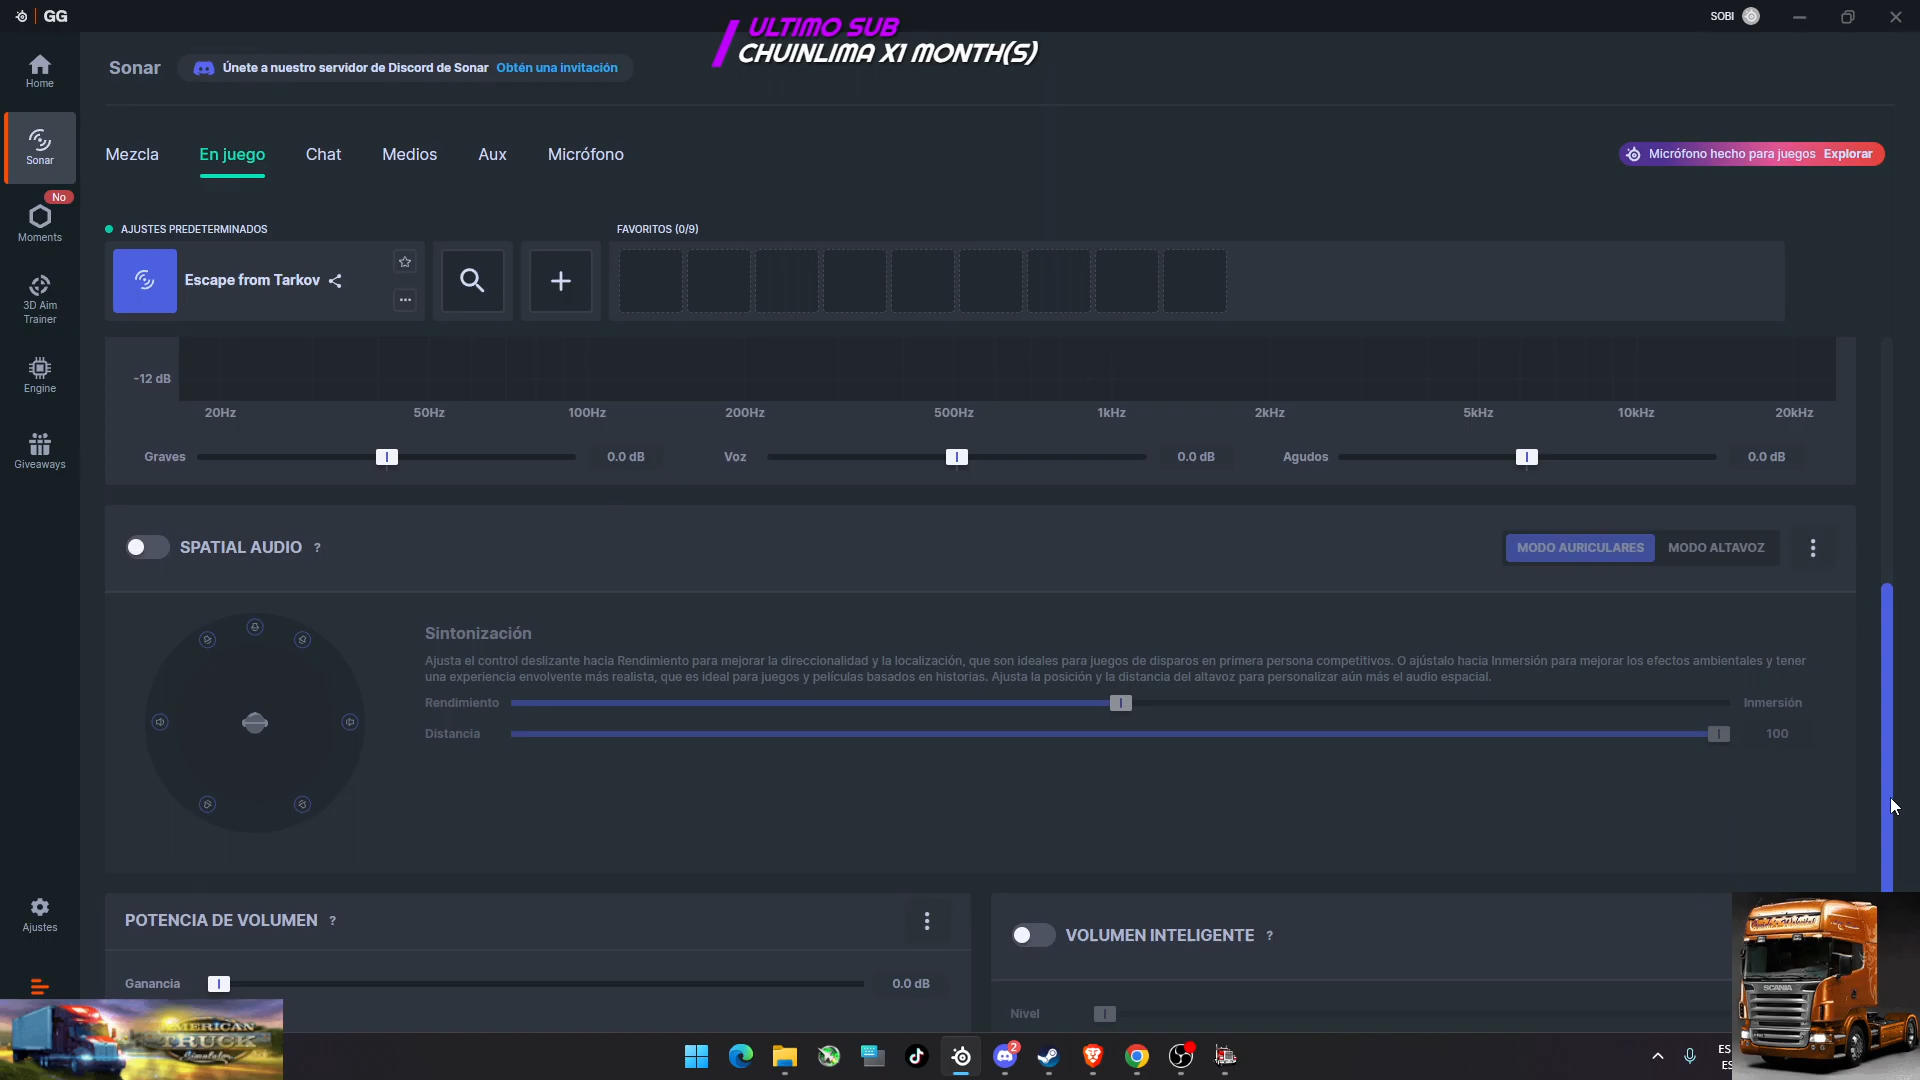 GG
SOBI
ULTIMO SUB
CHUINLIMA X1 MONTH(S)
Home
Sonar
No
Moments
3D Aim
Trainer
Engine
Giveaways
Ajustes
Sonar
Únete a nuestro servidor de Discord de Sonar Obtén una invitación
Mezcla
En juego
Chat
Medios
Aux
Micrófono
Micrófono hecho para juegos Explorar
AJUSTES PREDETERMINADOS
FAVORITOS (0/9)
Escape from Tarkov
-12 dB
20Hz 50Hz 100Hz 200Hz 500Hz 1kHz 2kHz 5kHz 10kHz 20kHz
Graves 0.0 dB Voz 0.0 dB Agudos 0.0 dB
SPATIAL AUDIO ?
MODO AURICULARES MODO ALTAVOZ
Sintonización
Ajusta el control deslizante hacia Rendimiento para mejorar la direccionalidad y la localización, que son ideales para juegos de disparos en primera persona competitivos. O ajústalo hacia Inmersión para mejorar los efectos ambientales y tener
una experiencia envolvente más realista, que es ideal para juegos y películas basados en historias. Ajusta la posición y la distancia del altavoz para personalizar aún más el audio espacial.
Rendimiento Inmersión
Distancia 100
POTENCIA DE VOLUMEN ?
VOLUMEN INTELIGENTE ?
Ganancia 0.0 dB
Nivel
AMERICAN
TRUCK
Simulator
SCANIA
2
ES